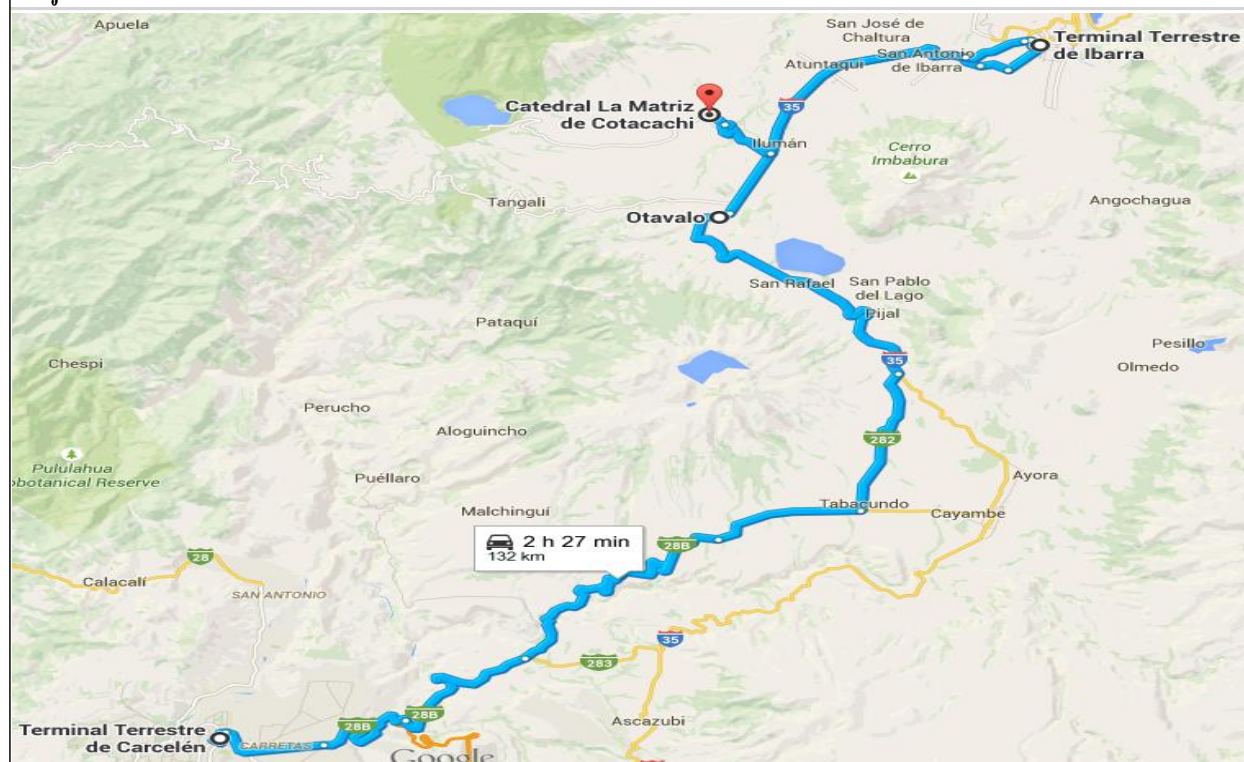 Apuela
San José de
Chaltura
Terminal Terrestre
de Ibarra
San Antonio
de Ibarra
Atuntaqui
Catedral La Matriz
de Cotacachi
35
Ilumán
Cerro
Imbabura
Tangali
Angochagua
Otavalo
San Rafael
San Pablo
del Lago
Pijal
Pataquí
Pesillo
Chespi
35
Olmedo
Perucho
Aloguincho
282
Pululahua
obotanical Reserve
Puéllaro
Ayora
Malchinguí
Tabacundo
Cayambe
2 h 27 min
132 km
28B
28
Calacalí
SAN ANTONIO
35
283
28B
Ascazubi
28B
Terminal Terrestre
de Carcelén
CARRETAS
Google